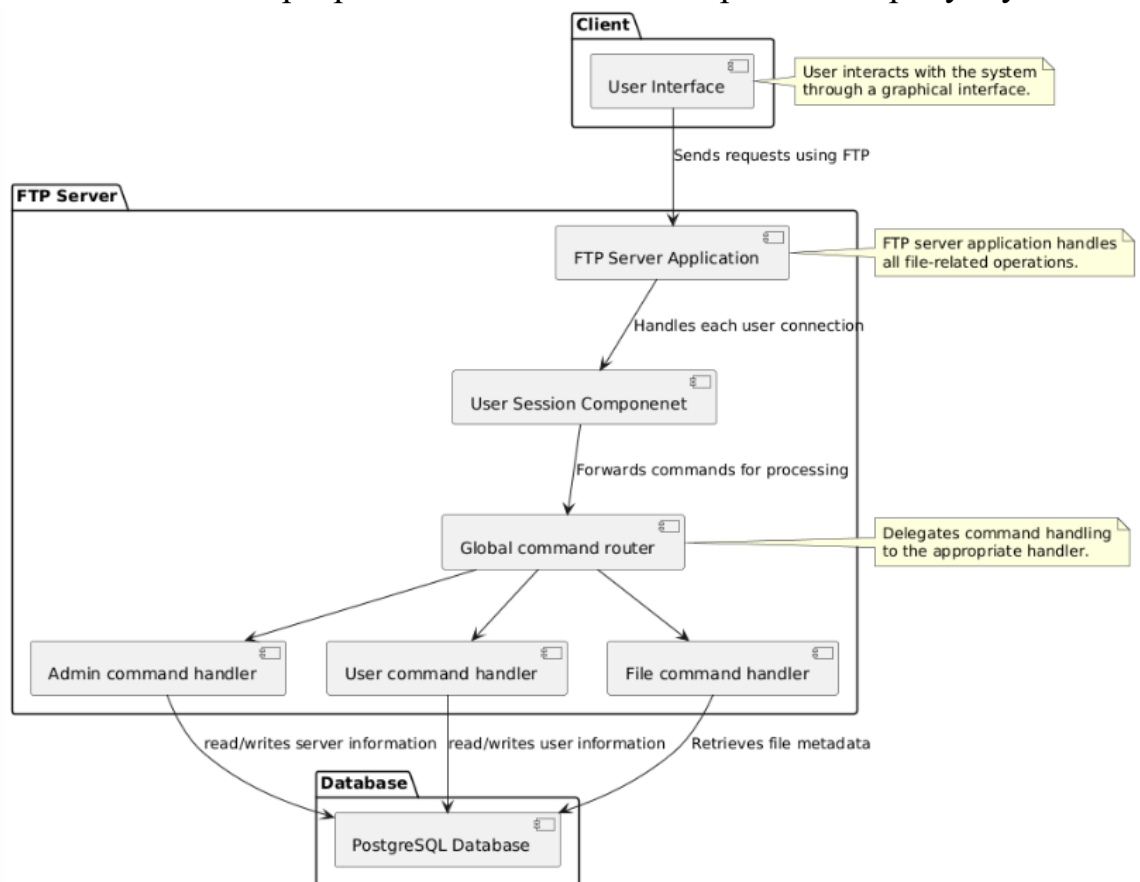 Client
User Interface
User interacts with the system
through a graphical interface.
Sends requests using FTP
FTP Server
FTP Server Application
FTP server application handles
all file-related operations.
Handles each user connection
User Session Componenet
Forwards commands for processing
Global command router
Delegates command handling
to the appropriate handler.
Admin command handler
User command handler
File command handler
read/writes server information
read/writes user information
Retrieves file metadata
Database
PostgreSQL Database